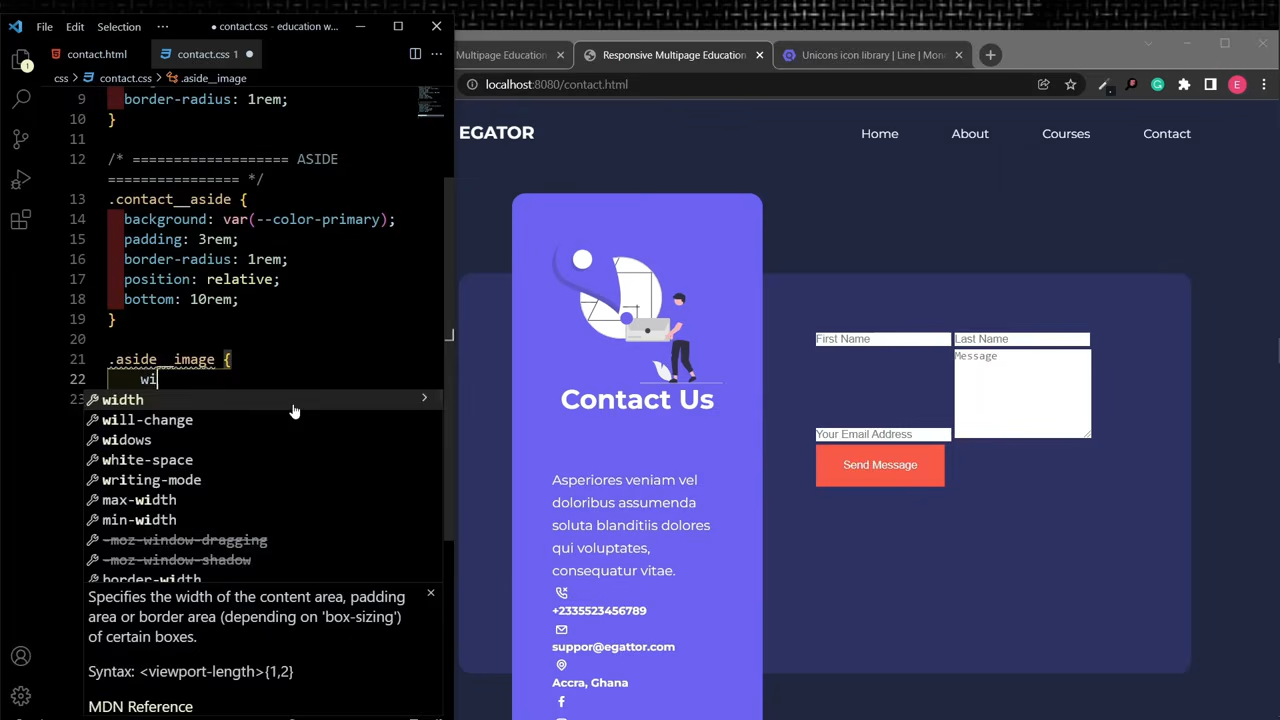 File Edit Selection ··· ● contact.css - education w...
contact.html
contact.css 1 ●
css > contact.css > .aside__image
9 border-radius: 1rem;
10 }
11
12 /* =================== ASIDE
================ */
13 .contact__aside {
14 background: var(--color-primary);
15 padding: 3rem;
16 border-radius: 1rem;
17 position: relative;
18 bottom: 10rem;
19 }
20
21 .aside__image {
22 wi
23
width
will-change
widows
white-space
writing-mode
max-width
min-width
-moz-window-dragging
-moz-window-shadow
border-width
Specifies the width of the content area, padding
area or border area (depending on 'box-sizing')
of certain boxes.
Syntax: <viewport-length>{1,2}
MDN Reference
1
Multipage Education
Responsive Multipage Education
Unicons icon library | Line | Mono
localhost:8080/contact.html
E
EGATOR
Home About Courses Contact
Contact Us
Asperiores veniam vel
doloribus assumenda
soluta blanditiis dolores
qui voluptates,
consequatur vitae.
+2335523456789
suppor@egattor.com
Accra, Ghana
First Name
Last Name
Message
Your Email Address
Send Message